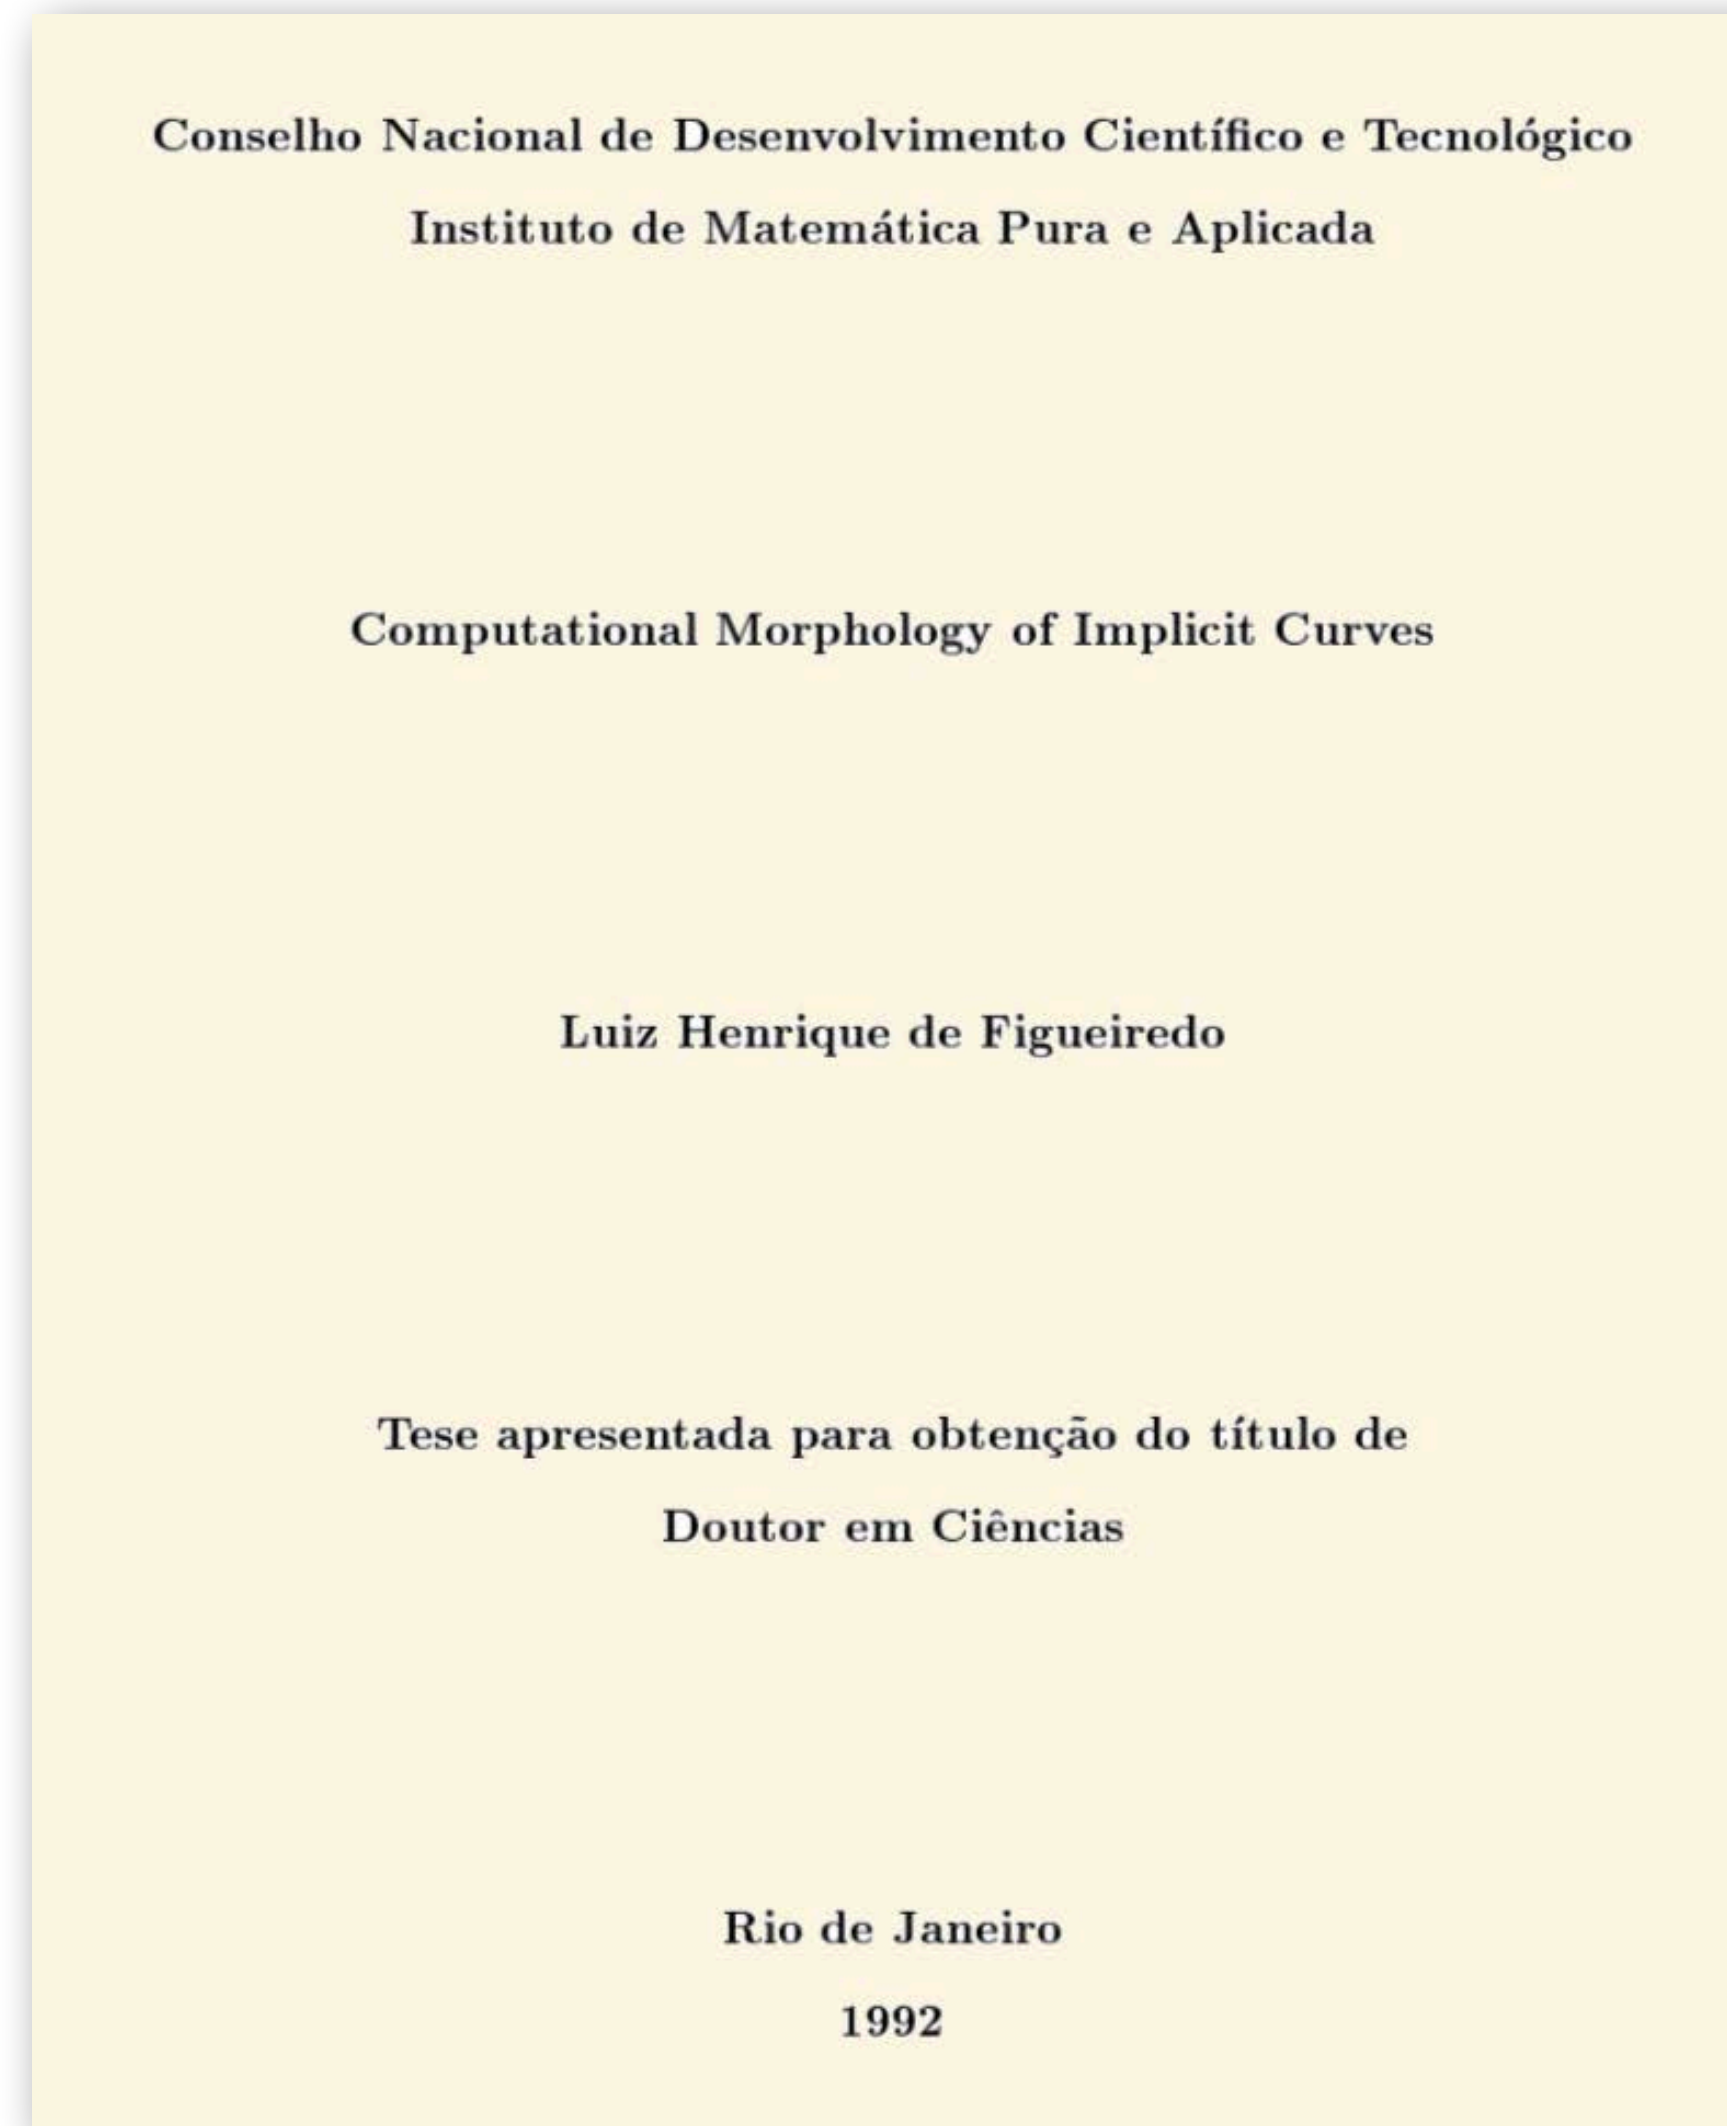 Conselho Nacional de Desenvolvimento Científico e Tecnológico
Instituto de Matemática Pura e Aplicada
Computational Morphology of Implicit Curves
Luiz Henrique de Figueiredo
Tese apresentada para obtenção do título de
Doutor em Ciências
Rio de Janeiro
1992